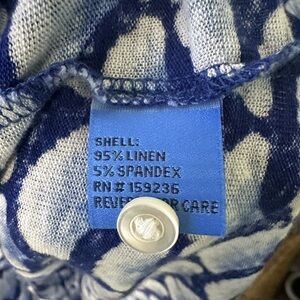 SHELL:
95% LINEN
5% SPANDEX
RN# 159236
CARE